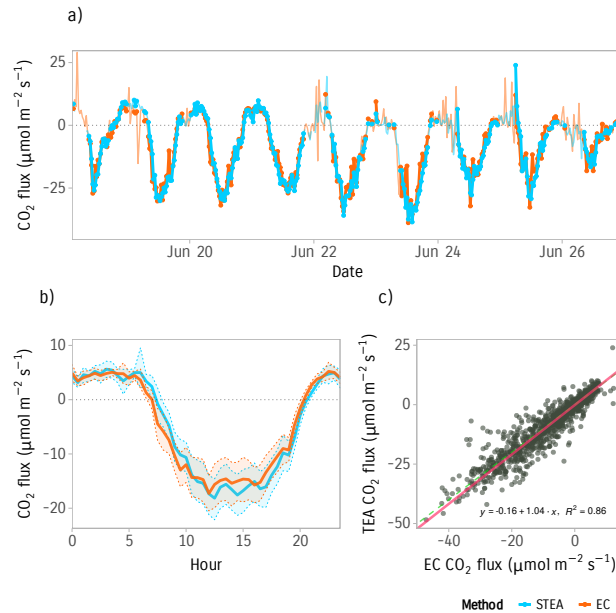 a)
CO₂ flux (μmol m⁻² s⁻¹)
25
0
−25
Jun 20
Jun 22
Jun 24
Jun 26
Date
b)
CO₂ flux (μmol m⁻² s⁻¹)
10
0
−10
−20
0
5
10
15
20
Hour
c)
TEA CO₂ flux (μmol m⁻² s⁻¹)
25
0
−25
−50
y = -0.16 + 1.04 · x, R² = 0.86
−40
−20
0
EC CO₂ flux (μmol m⁻² s⁻¹)
Method STEA EC